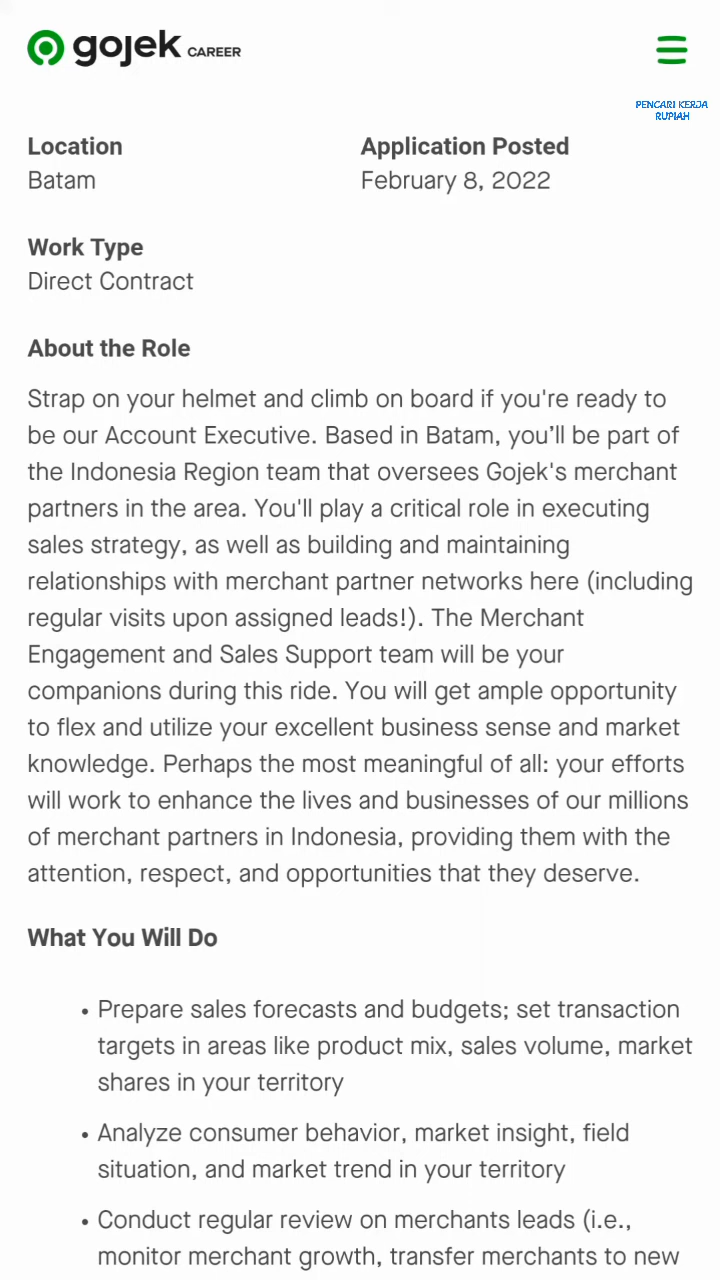 gojek CAREER
PENCARI KERJA
RUPIAH
Location
Batam
Application Posted
February 8, 2022
Work Type
Direct Contract
About the Role
Strap on your helmet and climb on board if you're ready to
be our Account Executive. Based in Batam, you’ll be part of
the Indonesia Region team that oversees Gojek's merchant
partners in the area. You'll play a critical role in executing
sales strategy, as well as building and maintaining
relationships with merchant partner networks here (including
regular visits upon assigned leads!). The Merchant
Engagement and Sales Support team will be your
companions during this ride. You will get ample opportunity
to flex and utilize your excellent business sense and market
knowledge. Perhaps the most meaningful of all: your efforts
will work to enhance the lives and businesses of our millions
of merchant partners in Indonesia, providing them with the
attention, respect, and opportunities that they deserve.
What You Will Do
• Prepare sales forecasts and budgets; set transaction
targets in areas like product mix, sales volume, market
shares in your territory
• Analyze consumer behavior, market insight, field
situation, and market trend in your territory
• Conduct regular review on merchants leads (i.e.,
monitor merchant growth, transfer merchants to new